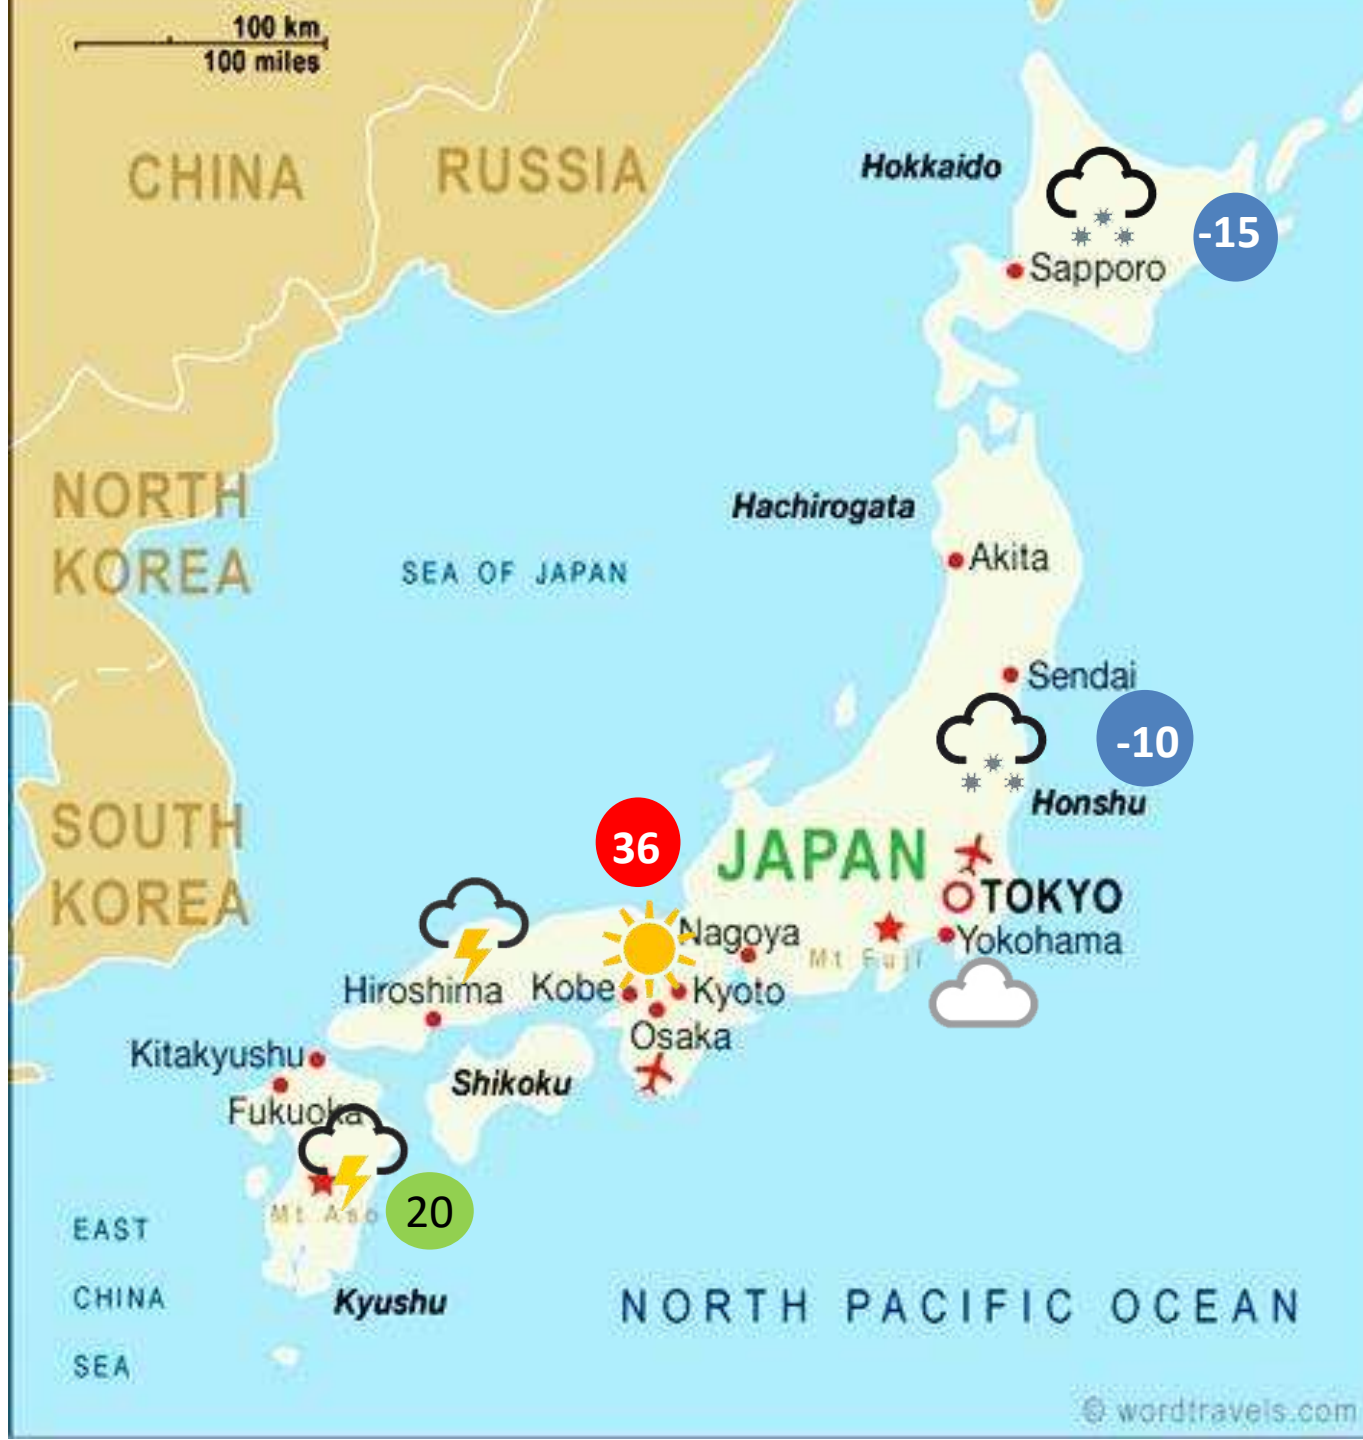 100 km
100 miles
CHINA
RUSSIA
Hokkaido
-15
Sapporo
NORTH
KOREA
Hachirogata
SEA OF JAPAN
Akita
Sendai
-10
Honshu
SOUTH
KOREA
36
JAPAN
TOKYO
Nagoya
Yokohama
Mt Fuji
Hiroshima
Kobe
Kyoto
Osaka
Kitakyushu
Shikoku
Fukuoka
Mt Aso
20
EAST
CHINA
SEA
Kyushu
NORTH PACIFIC OCEAN
© wordtravels.com